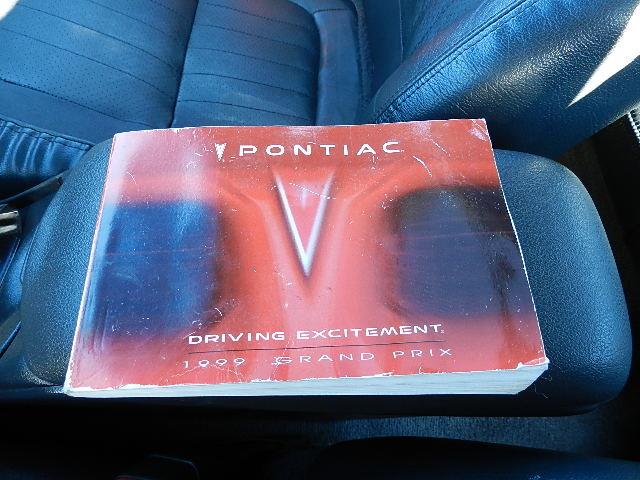 PONTIAC
DRIVING EXCITEMENT.
1999 GRAND PRIX